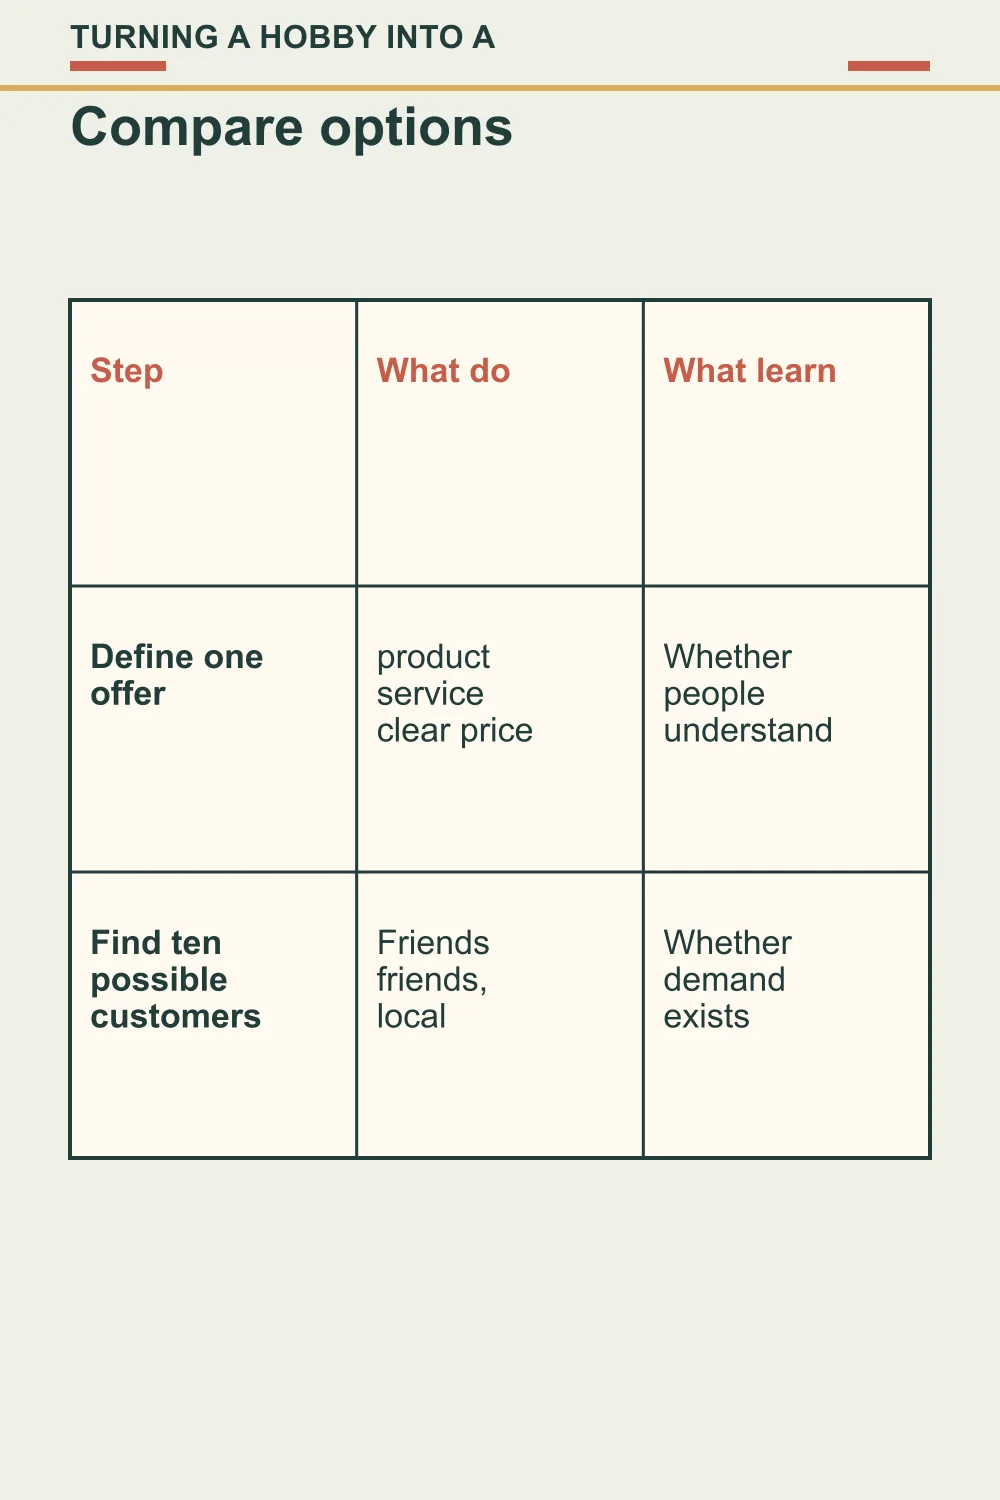 TURNING A HOBBY INTO A
Compare options
Step
What do
What learn
Define one
offer
product
service
clear price
Whether
people
understand
Find ten
possible
customers
Friends
friends,
local
Whether
demand
exists